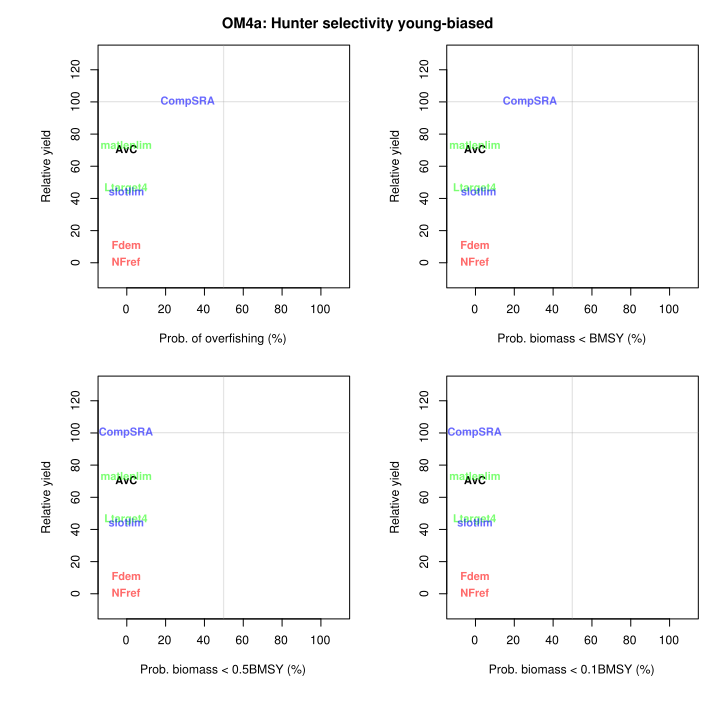 OM4a: Hunter selectivity young-biased
Relative yield
0 20 40 60 80 100 120
CompSRA
matlenlim
AvC
Ltarget4
slotlim
Fdem
NFref
0 20 40 60 80 100
Prob. of overfishing (%)
Relative yield
0 20 40 60 80 100 120
CompSRA
matlenlim
AvC
Ltarget4
slotlim
Fdem
NFref
0 20 40 60 80 100
Prob. biomass < BMSY (%)
Relative yield
0 20 40 60 80 100 120
CompSRA
matlenlim
AvC
Ltarget4
slotlim
Fdem
NFref
0 20 40 60 80 100
Prob. biomass < 0.5BMSY (%)
Relative yield
0 20 40 60 80 100 120
CompSRA
matlenlim
AvC
Ltarget4
slotlim
Fdem
NFref
0 20 40 60 80 100
Prob. biomass < 0.1BMSY (%)